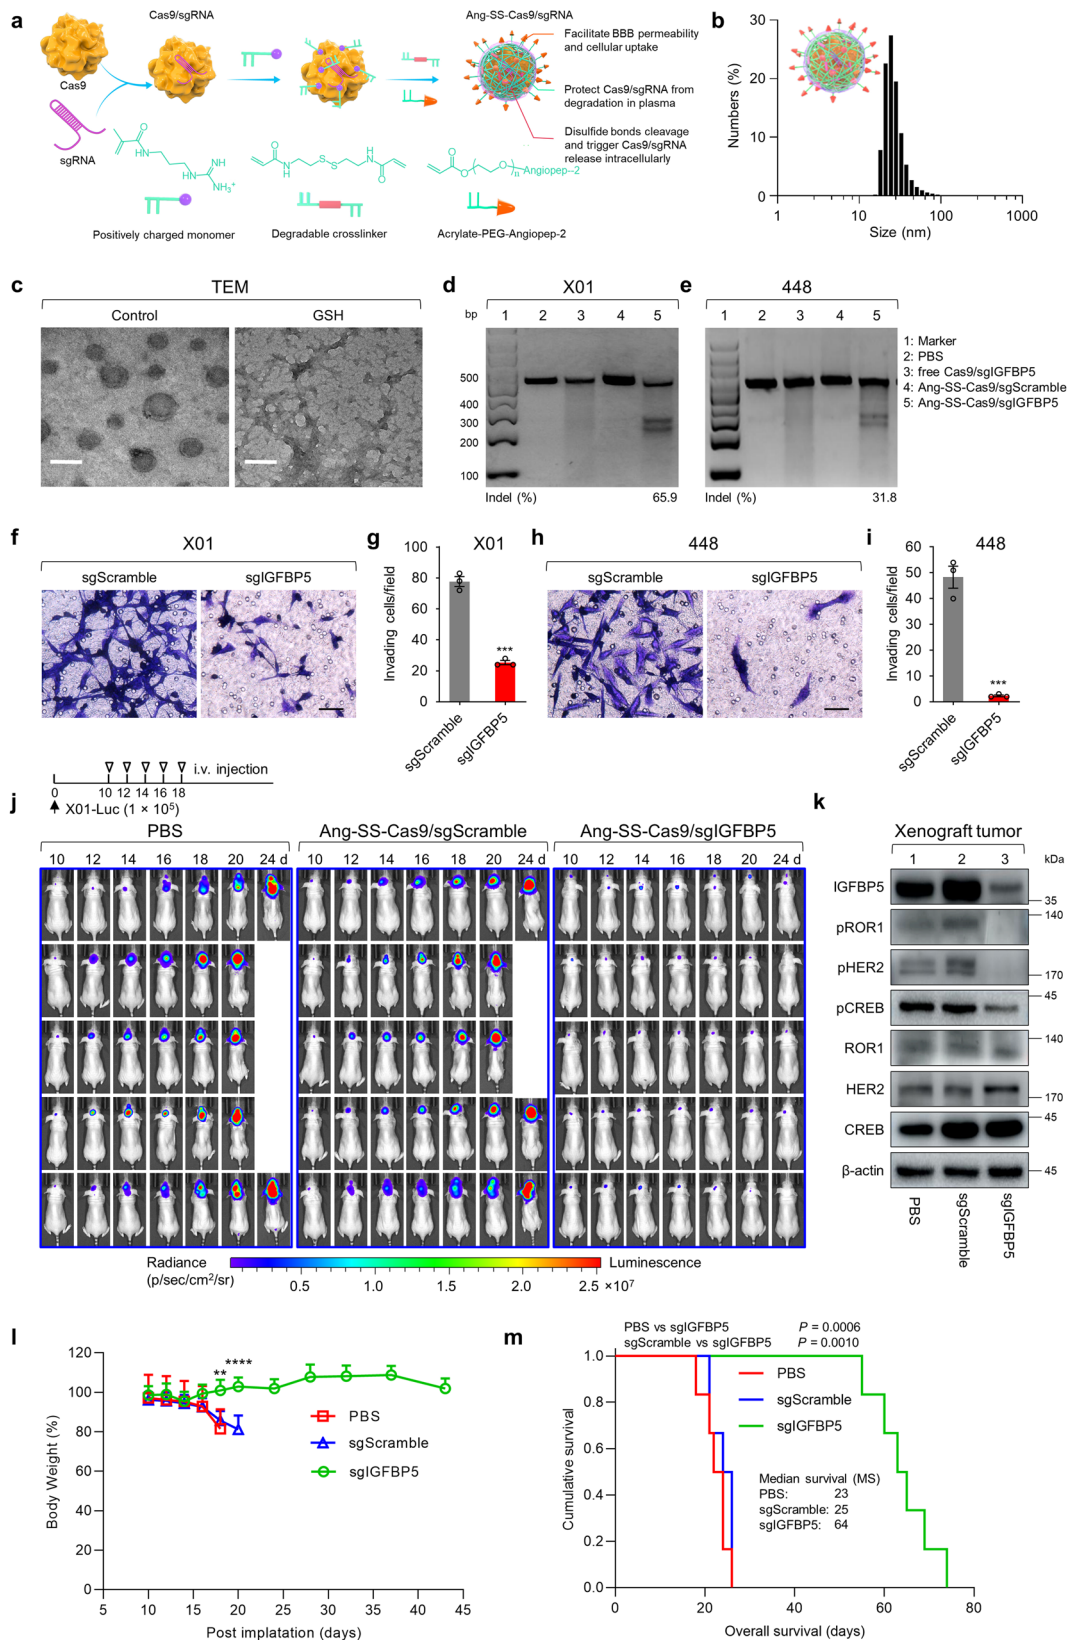 a
Cas9/sgRNA
Ang-SS-Cas9/sgRNA
Cas9
sgRNA
Facilitate BBB permeability
and cellular uptake
Protect Cas9/sgRNA from
degradation in plasma
Disulfide bonds cleavage
and trigger Cas9/sgRNA
release intracellularly
O
N
H
N
H
NH
NH₃⁺
O
N
H
S
S
H
N
O
O
O
O
n
Angiopep--2
Positively charged monomer
Degradable crosslinker
Acrylate-PEG-Angiopep-2
b
Numbers (%)
30
20
10
0
1
10
100
1000
Size (nm)
c
TEM
Control
GSH
d
X01
bp
1 2 3 4 5
500
400
300
200
100
Indel (%)
65.9
e
448
1 2 3 4 5
Indel (%)
31.8
1: Marker
2: PBS
3: free Cas9/sgIGFBP5
4: Ang-SS-Cas9/sgScramble
5: Ang-SS-Cas9/sgIGFBP5
f
X01
sgScramble
sgIGFBP5
g
X01
Invading cells/field
100
80
60
40
20
0
***
sgScramble
sgIGFBP5
h
448
sgScramble
sgIGFBP5
i
448
Invading cells/field
60
50
40
30
20
10
0
***
sgScramble
sgIGFBP5
0 10 12 14 16 18
i.v. injection
X01-Luc (1 × 10⁵)
j
PBS
10 12 14 16 18 20 24 d
Ang-SS-Cas9/sgScramble
10 12 14 16 18 20 24 d
Ang-SS-Cas9/sgIGFBP5
10 12 14 16 18 20 24 d
Radiance
(p/sec/cm²/sr)
Luminescence
0.5 1.0 1.5 2.0 2.5 ×10⁷
k
Xenograft tumor
1 2 3
kDa
IGFBP5
35
pROR1
140
pHER2
170
pCREB
45
ROR1
140
HER2
170
CREB
45
β-actin
45
PBS
sgScramble
sgIGFBP5
l
Body Weight (%)
120
100
80
60
40
20
0
** ****
PBS
sgScramble
sgIGFBP5
5 10 15 20 25 30 35 40 45
Post implatation (days)
m
PBS vs sgIGFBP5 P = 0.0006
sgScramble vs sgIGFBP5 P = 0.0010
Cumulative survival
1.0
0.8
0.6
0.4
0.2
0.0
PBS
sgScramble
sgIGFBP5
Median survival (MS)
PBS: 23
sgScramble: 25
sgIGFBP5: 64
0 20 40 60 80
Overall survival (days)